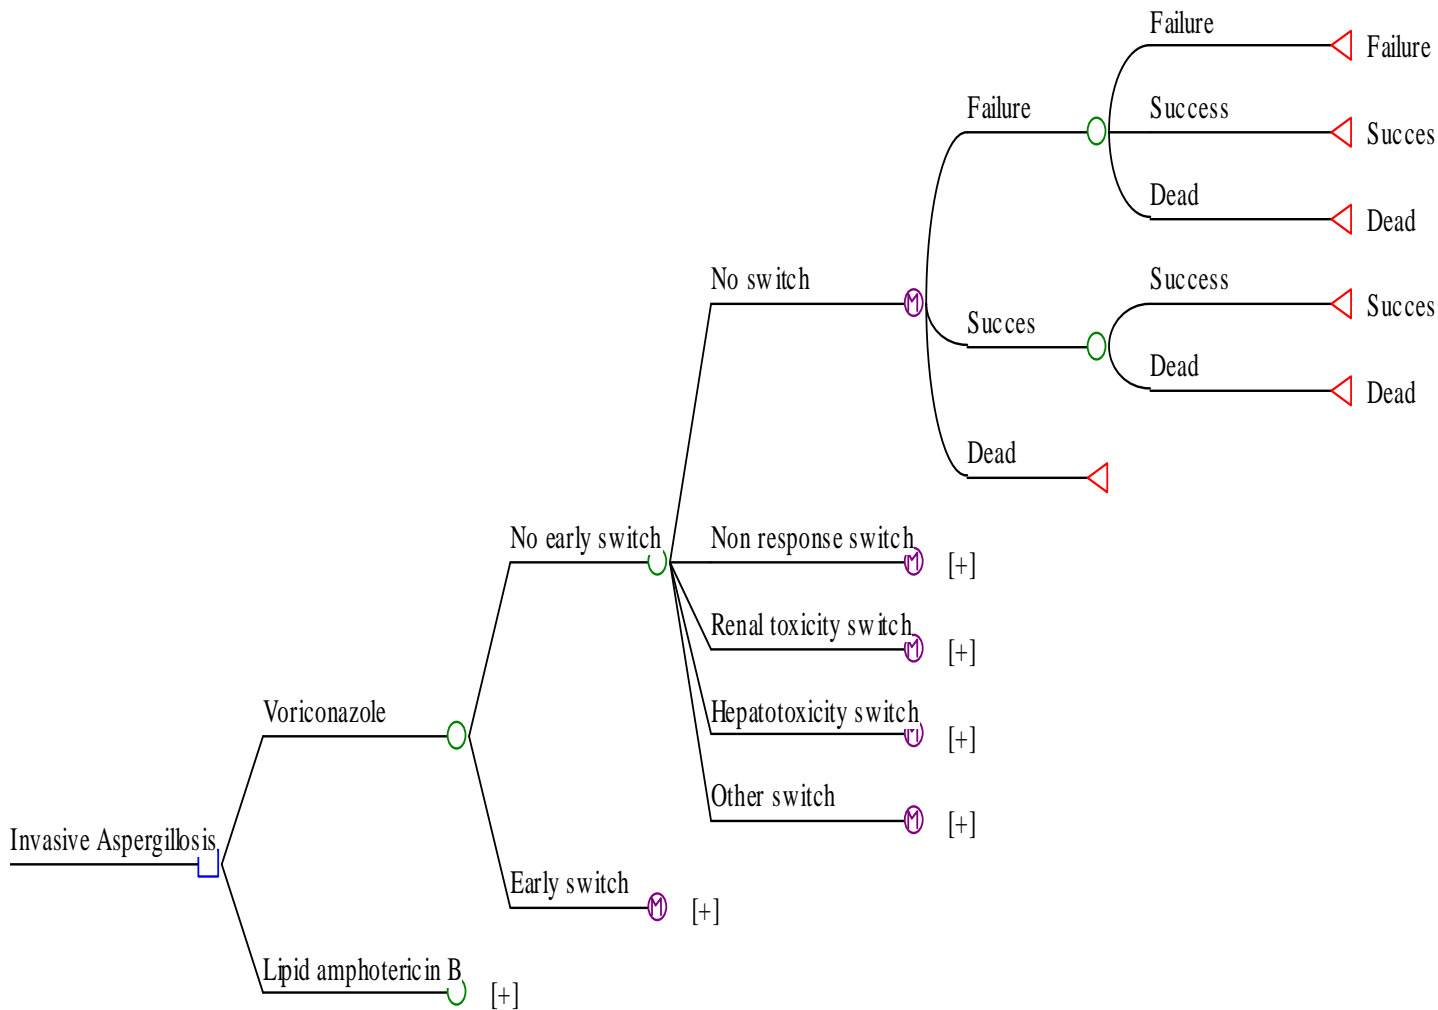 Failure
Failure
Failure
Success
Succes
Dead
Dead
No switch
M
Success
Succes
Succes
Dead
Dead
Dead
No early switch
Non response switch
M
[+]
Renal toxicity switch
M
[+]
Voriconazole
Hepatotoxicity switch
M
[+]
Other switch
M
[+]
Invasive Aspergillosis
Early switch
M
[+]
Lipid amphotericin B
[+]